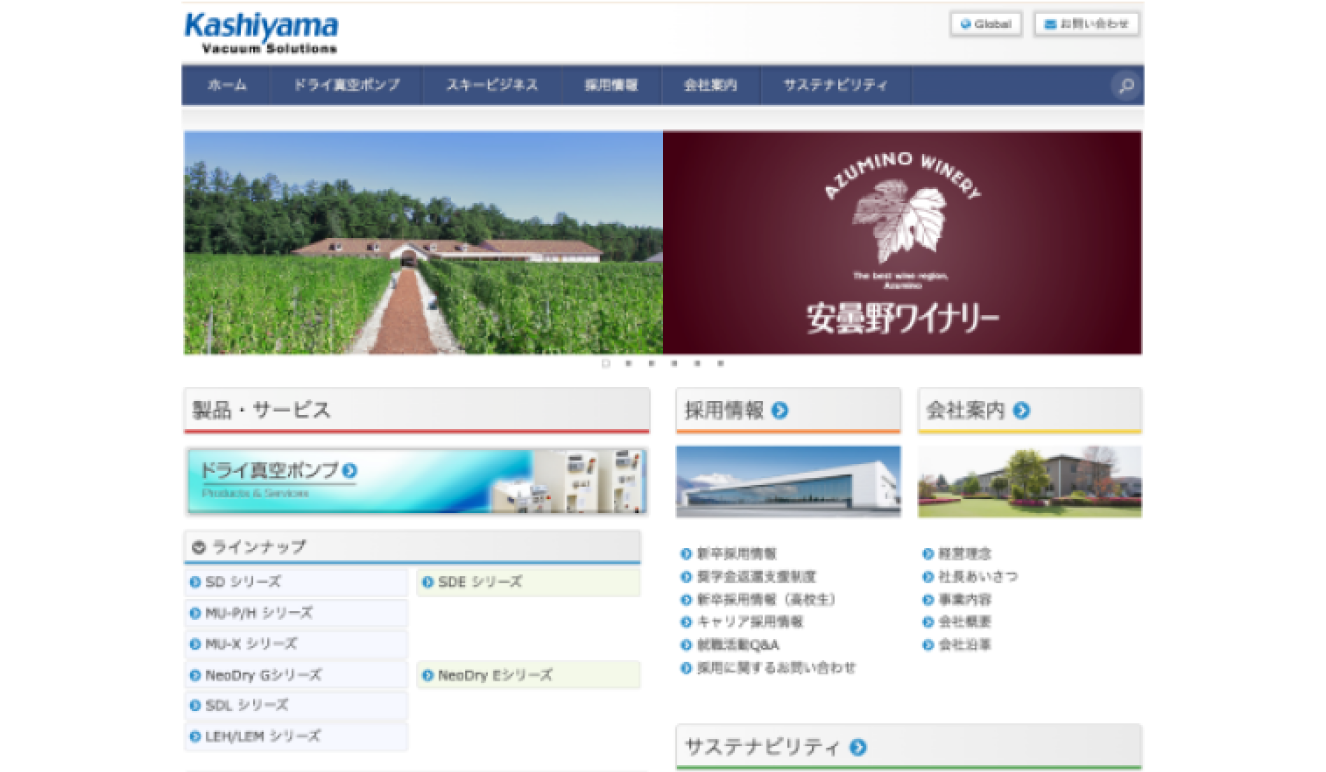 Kashiyama
Vacuum Solutions
Global
お問い合わせ
ホーム
ドライ真空ポンプ
スキービジネス
採用情報
会社案内
サステナビリティ
AZUMINO WINERY
The best wine region,
Azumino
安曇野ワイナリー
製品・サービス
ドライ真空ポンプ
Products & Services
ラインナップ
SD シリーズ
SDE シリーズ
MU-P/H シリーズ
MU-X シリーズ
NeoDry Gシリーズ
NeoDry Eシリーズ
SDL シリーズ
LEH/LEM シリーズ
採用情報
新卒採用情報
奨学金返還支援制度
新卒採用情報（高校生）
キャリア採用情報
就職活動Q&A
採用に関するお問い合わせ
会社案内
経営理念
社長あいさつ
事業内容
会社概要
会社沿革
サステナビリティ